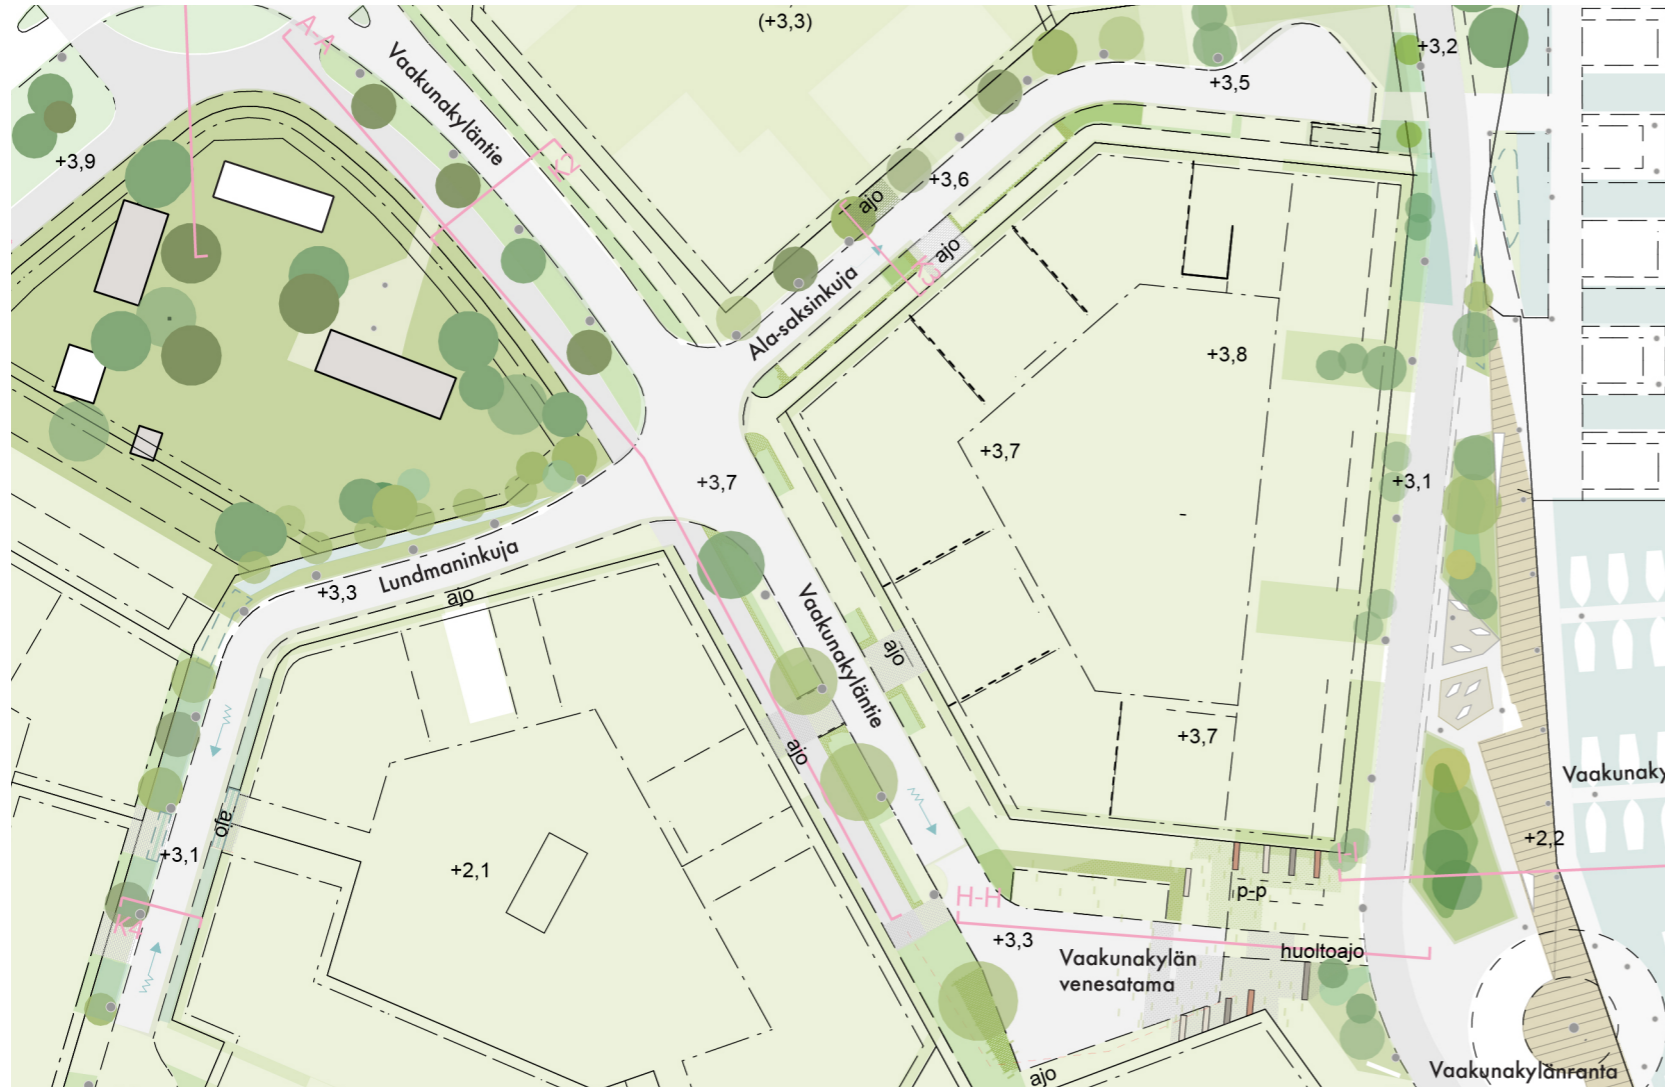 (+3,3)
A-A
Vaakunakyläntie
+3,2
+3,5
+3,9
K2
+3,6
ajo
ajo
K3
Ala-saksinkuja
+3,8
+3,7
+3,7
+3,1
Lundmaninkuja
+3,3
ajo
Vaakunakyläntie
ajo
ajo
+3,7
Vaakunaky
ajo
+3,1
+2,1
+2,2
p-p
H-H
K4
+3,3
huoltoajo
Vaakunakylän
venesatama
ajo
Vaakunakylänranta